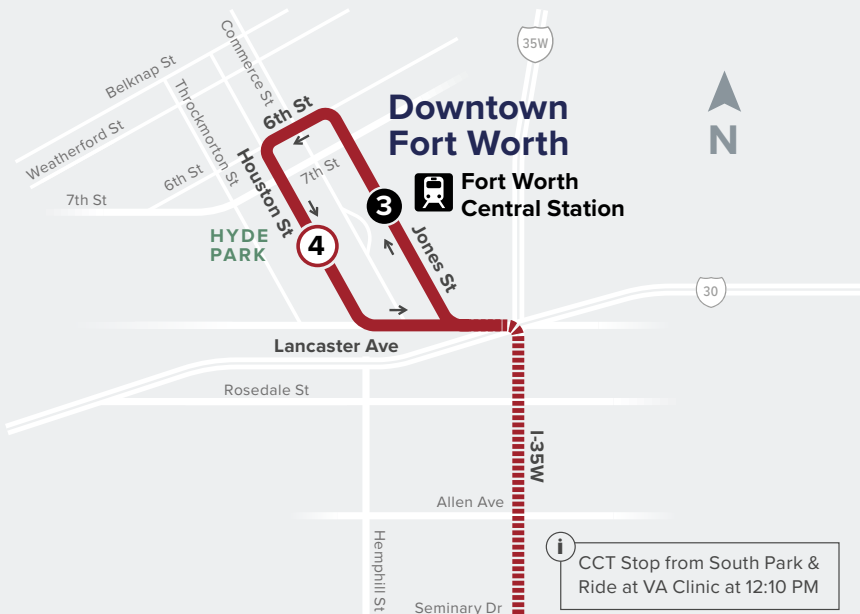 35W
Commerce St
Belknap St
Throckmorton St
6th St
Downtown
Fort Worth
N
Weatherford St
7th St
6th St
Houston St
7th St
3
Fort Worth
Central Station
HYDE
PARK
4
Jones St
30
Lancaster Ave
Rosedale St
I-35W
Allen Ave
Hemphill St
i
CCT Stop from South Park &
Ride at VA Clinic at 12:10 PM
Seminary Dr